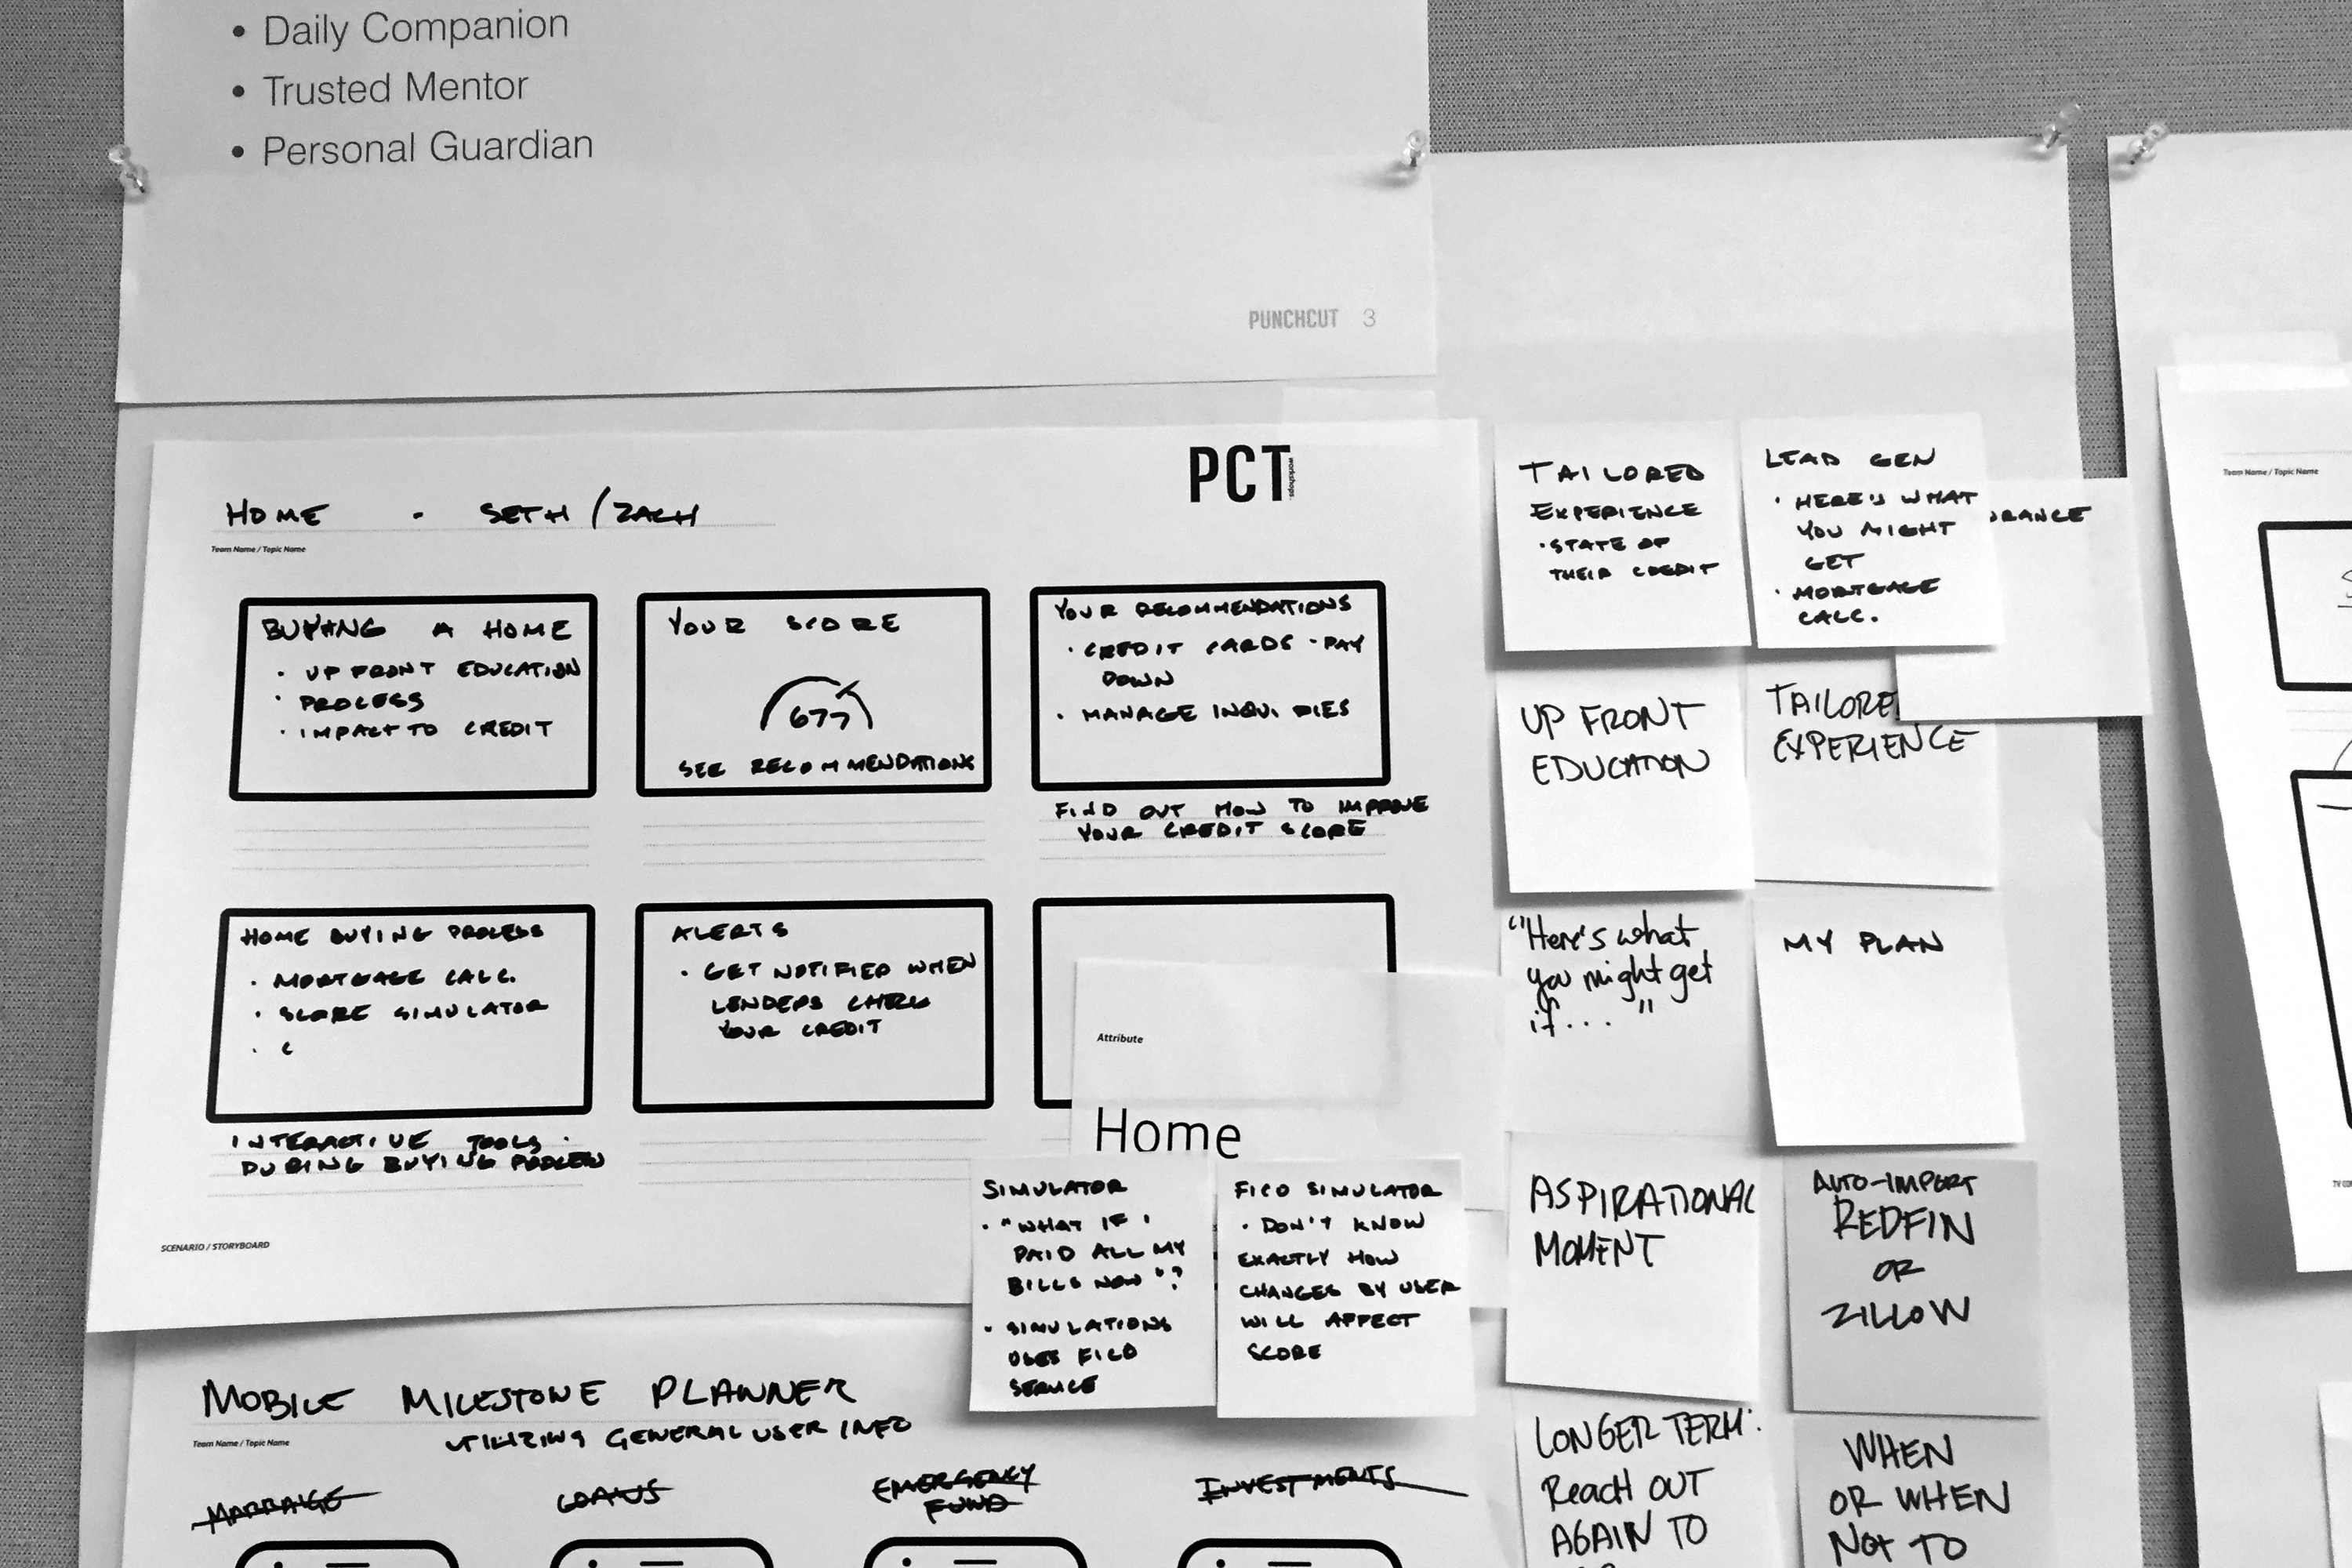 • Daily Companion
• Trusted Mentor
• Personal Guardian
PUNCHCUT 3
PCT
workshops
HOME - SETH / ZACH
Team Name / Topic Name
BUYING A HOME
• UP FRONT EDUCATION
• PROCESS
• IMPACT TO CREDIT
YOUR SCORE
677
SEE RECOMMENDATIONS
YOUR RECOMMENDATIONS
• CREDIT CARDS - PAY
DOWN
• MANAGE INQUIRIES
FIND OUT HOW TO IMPROVE
YOUR CREDIT SCORE
HOME BUYING PROCESS
• MORTGAGE CALC.
• SCORE SIMULATOR
• C
INTERACTIVE TOOLS
DURING BUYING PROCESS
ALERTS
• GET NOTIFIED WHEN
LENDERS CHECK
YOUR CREDIT
Attribute
Home
SCENARIO / STORYBOARD
SIMULATOR
• "WHAT IF I
PAID ALL MY
BILLS NOW"?
• SIMULATIONS
USES FICO
SERVICE
FICO SIMULATOR
• DON'T KNOW
EXACTLY HOW
CHANGES BY USER
WILL AFFECT
SCORE
TAILORED
EXPERIENCE
• STATE OF
THEIR CREDIT
LEAD GEN
• HERE'S WHAT
YOU MIGHT
GET
• MORTGAGE
CALC.
RANCE
UP FRONT
EDUCATION
TAILORE
EXPERIENCE
"Here's what
you might get
if . . . "
MY PLAN
ASPIRATIONAL
MOMENT
AUTO-IMPORT
REDFIN
OR
ZILLOW
LONGER TERM:
REACH OUT
AGAIN TO
WHEN
OR WHEN
NOT TO
MOBILE MILESTONE PLANNER
UTILIZING GENERAL USER INFO
Team Name / Topic Name
MARRAIGE
EMERGENCY
FUND
INVESTMENTS
Team Name / Topic Name